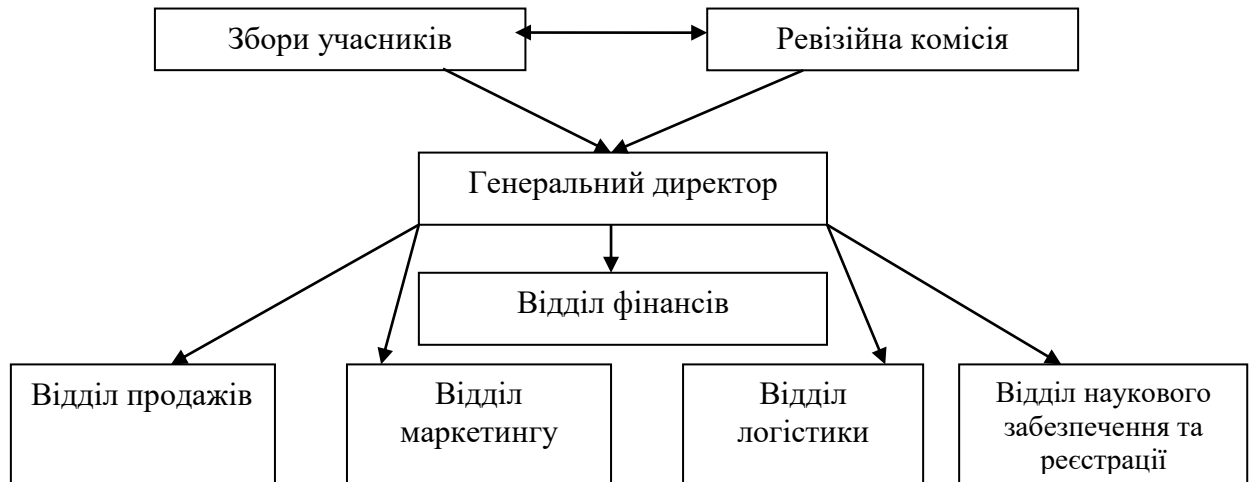 Збори учасників
Ревізійна комісія
Генеральний директор
Відділ фінансів
Відділ продажів
Відділ
маркетингу
Відділ
логістики
Відділ наукового
забезпечення та
реєстрації